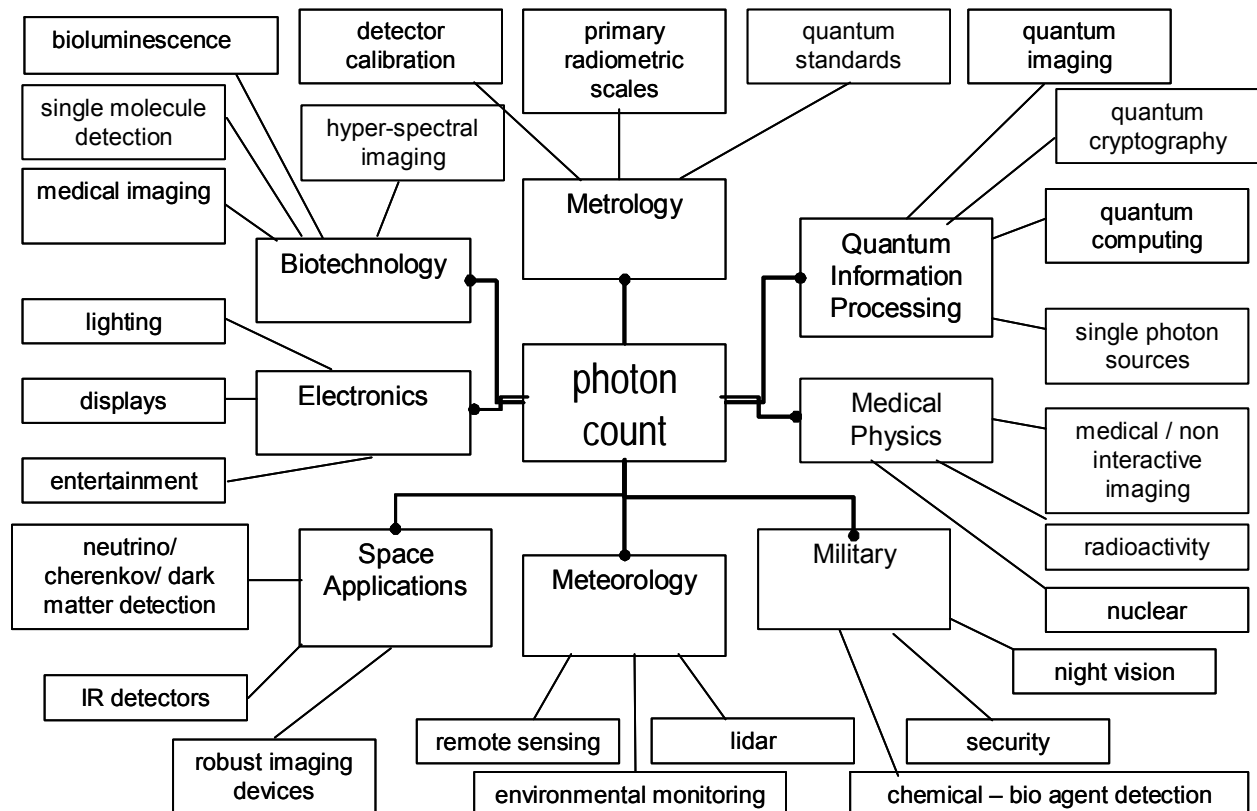 bioluminescence
detector
calibration
primary
radiometric
scales
quantum
standards
quantum
imaging
single molecule
detection
hyper-spectral
imaging
quantum
cryptography
medical imaging
Metrology
quantum
computing
Biotechnology
Quantum
Information
Processing
lighting
single photon
sources
displays
Electronics
photon
count
Medical
Physics
medical / non
interactive
imaging
entertainment
neutrino/
cherenkov/ dark
matter detection
Space
Applications
Meteorology
Military
radioactivity
nuclear
IR detectors
night vision
remote sensing
lidar
security
robust imaging
devices
environmental monitoring
chemical – bio agent detection